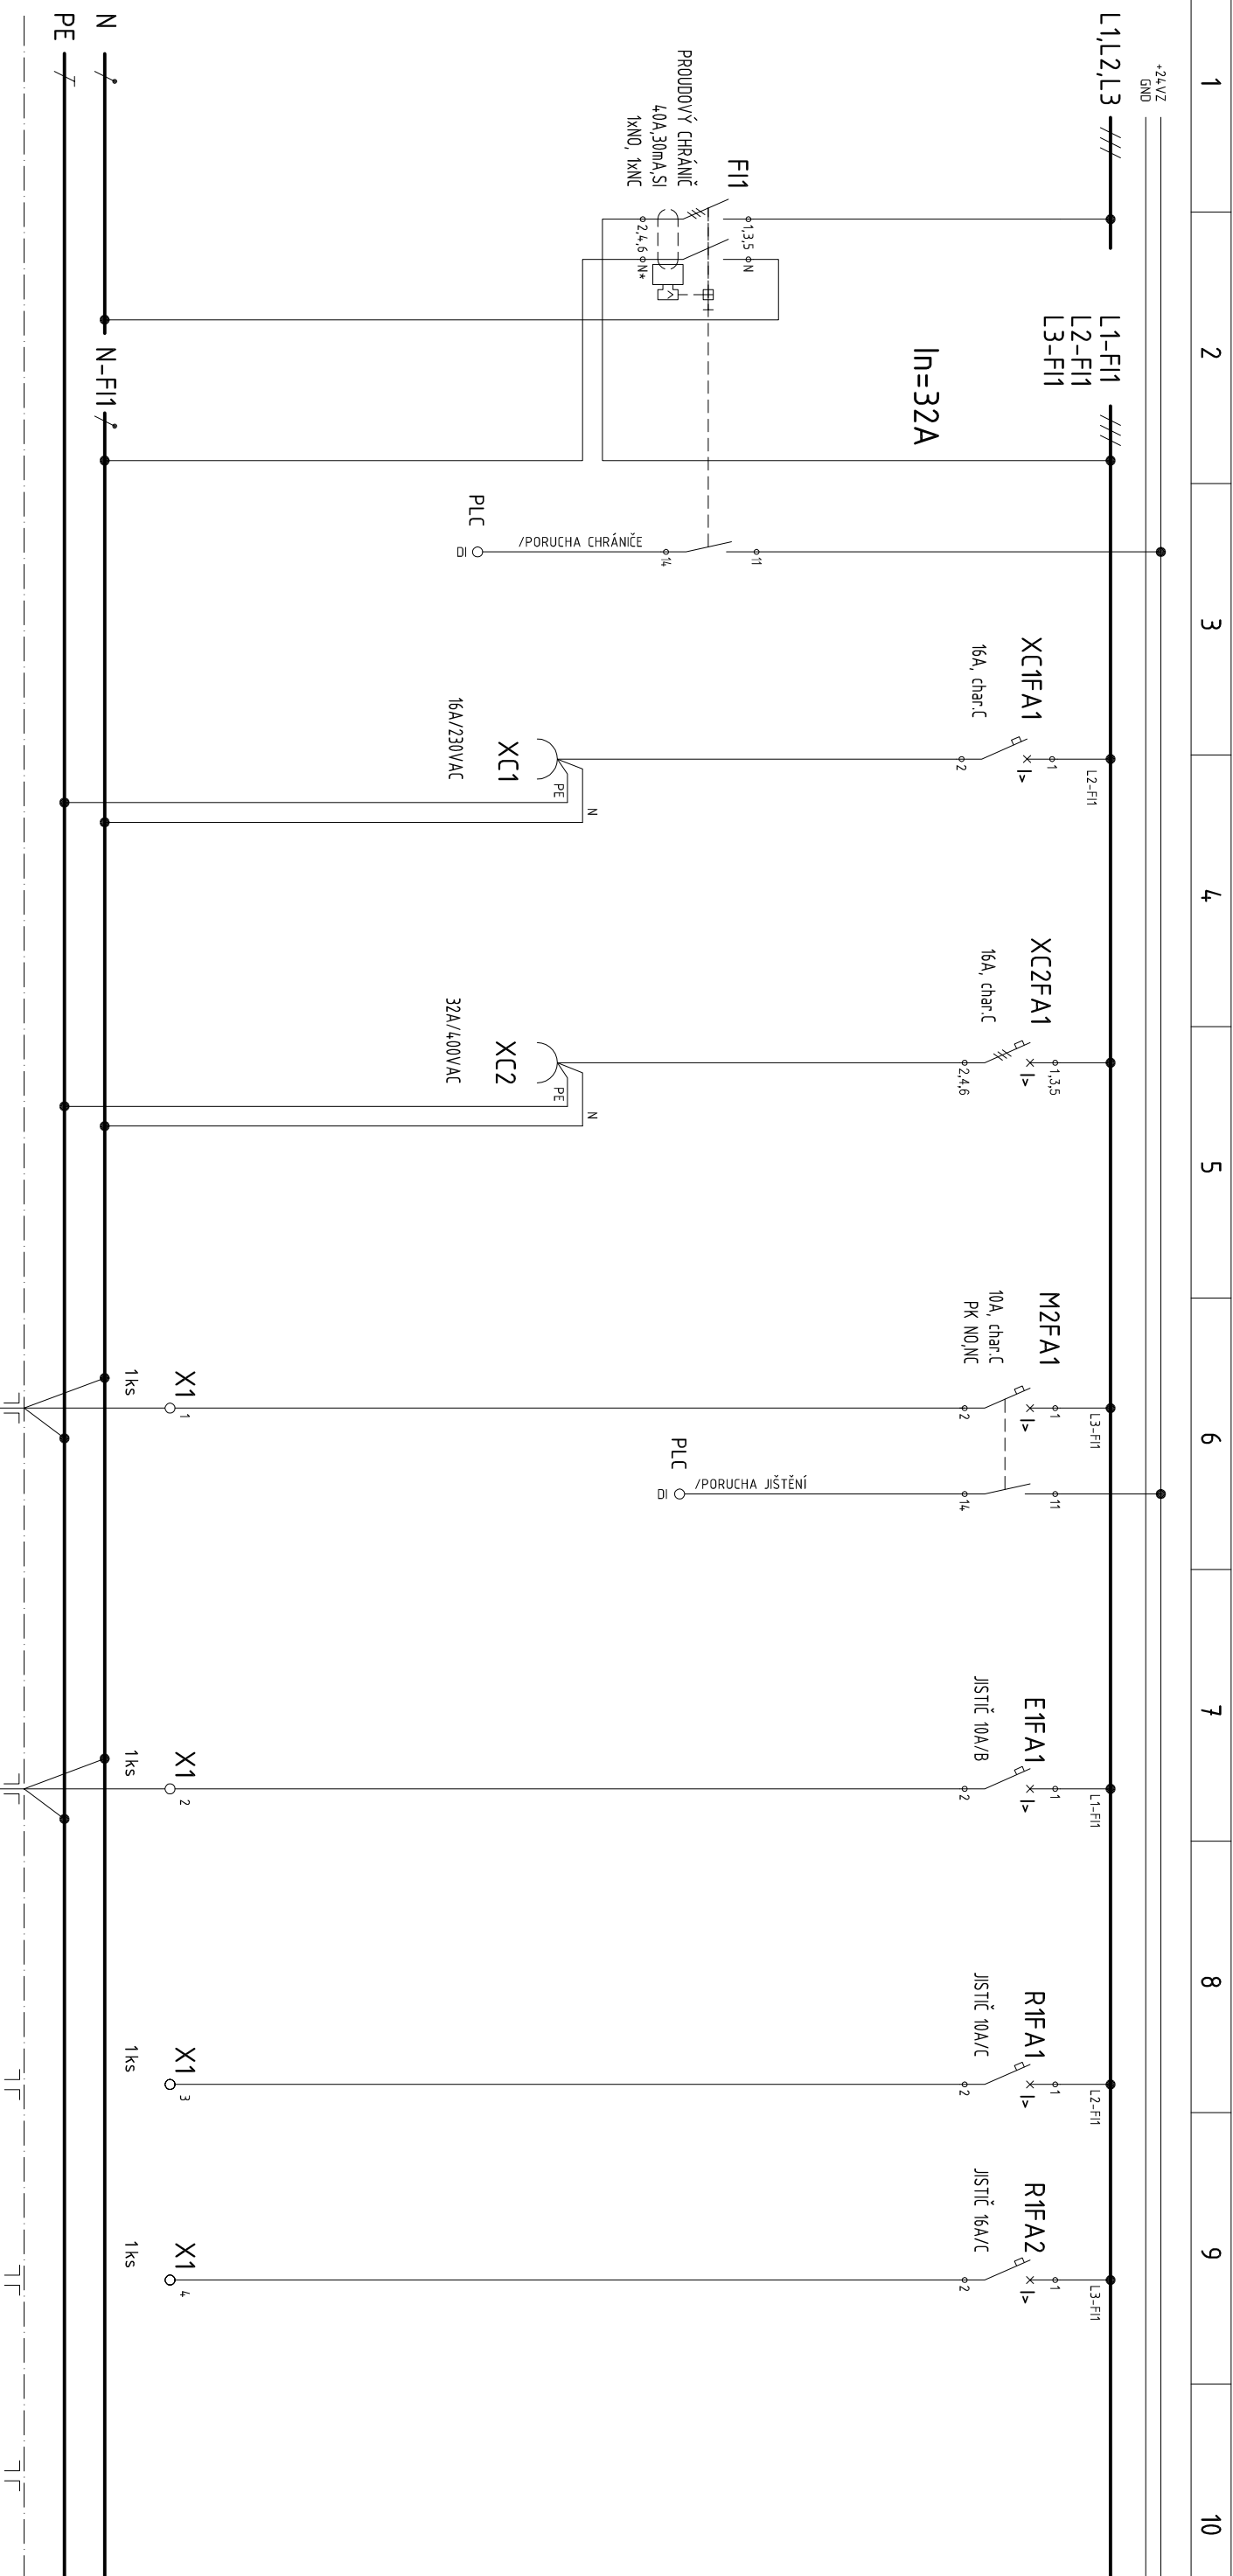 1
2
3
4
5
6
7
8
9
10
+24VZ
GND
L1,L2,L3
L1-FI1
L2-FI1
L3-FI1
In=32A
FI1
PROUDOVÝ CHRÁNIČ
40A,30mA,SI
1xNO, 1xNC
1,3,5
N
2,4,6
N*
11
14
/PORUCHA CHRÁNIČE
PLC
DI
XC1FA1
16A, char.C
L2-FI1
1
I>
2
XC1
16A/230VAC
PE
N
XC2FA1
16A, char.C
1,3,5
I>
2,4,6
XC2
32A/400VAC
PE
N
M2FA1
10A, char.C
PK NO,NC
L3-FI1
1
I>
2
11
14
/PORUCHA JIŠTĚNÍ
PLC
DI
X1
1
1ks
E1FA1
JISTIČ 10A/B
L1-FI1
1
I>
2
X1
2
1ks
R1FA1
JISTIČ 10A/C
L2-FI1
1
I>
2
X1
3
1ks
R1FA2
JISTIČ 16A/C
L3-FI1
1
I>
2
X1
4
1ks
N
N-FI1
PE